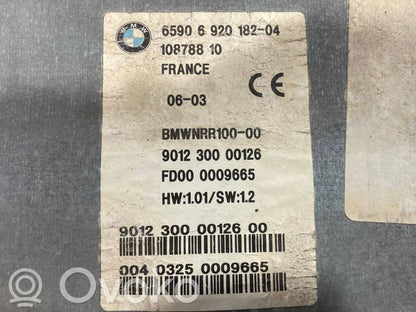 BMW
6590 6 920 182-04
108788 10
FRANCE
CE
06-03
BMWNRR100-00
9012 300 00126
FD00 0009665
HW:1.01/SW:1.2
9012 300 00126 00
004 0325 0009665
Ovoko